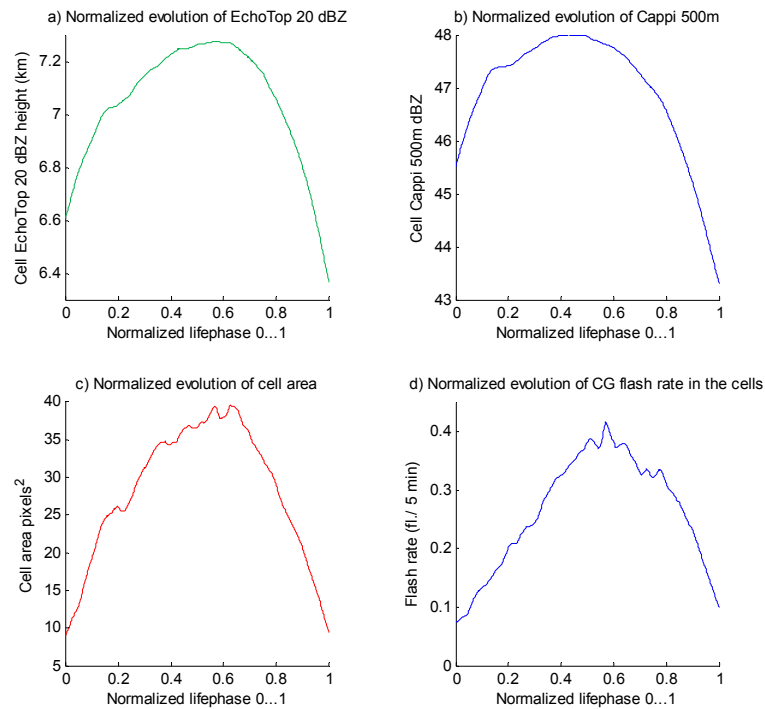 a) Normalized evolution of EchoTop 20 dBZ
Cell EchoTop 20 dBZ height (km)
7.2
7
6.8
6.6
6.4
0 0.2 0.4 0.6 0.8 1
Normalized lifephase 0...1
b) Normalized evolution of Cappi 500m
Cell Cappi 500m dBZ
48
47
46
45
44
43
0 0.2 0.4 0.6 0.8 1
Normalized lifephase 0...1
c) Normalized evolution of cell area
Cell area pixels²
40
35
30
25
20
15
10
5
0 0.2 0.4 0.6 0.8 1
Normalized lifephase 0...1
d) Normalized evolution of CG flash rate in the cells
Flash rate (fl./ 5 min)
0.4
0.3
0.2
0.1
0
0 0.2 0.4 0.6 0.8 1
Normalized lifephase 0...1